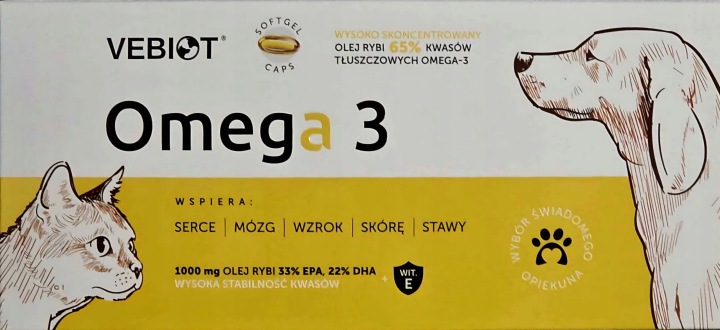 VEBIOT®
SOFTGEL
CAPS
WYSOKO SKONCENTROWANY
OLEJ RYBI 65% KWASÓW
TŁUSZCZOWYCH OMEGA-3
Omega 3
WSPIERA:
SERCE | MÓZG | WZROK | SKÓRĘ | STAWY
1000 mg OLEJ RYBI 33% EPA, 22% DHA
WYSOKA STABILNOŚĆ KWASÓW
+ WIT.
E
WYBÓR ŚWIADOMEGO
OPIEKUNA